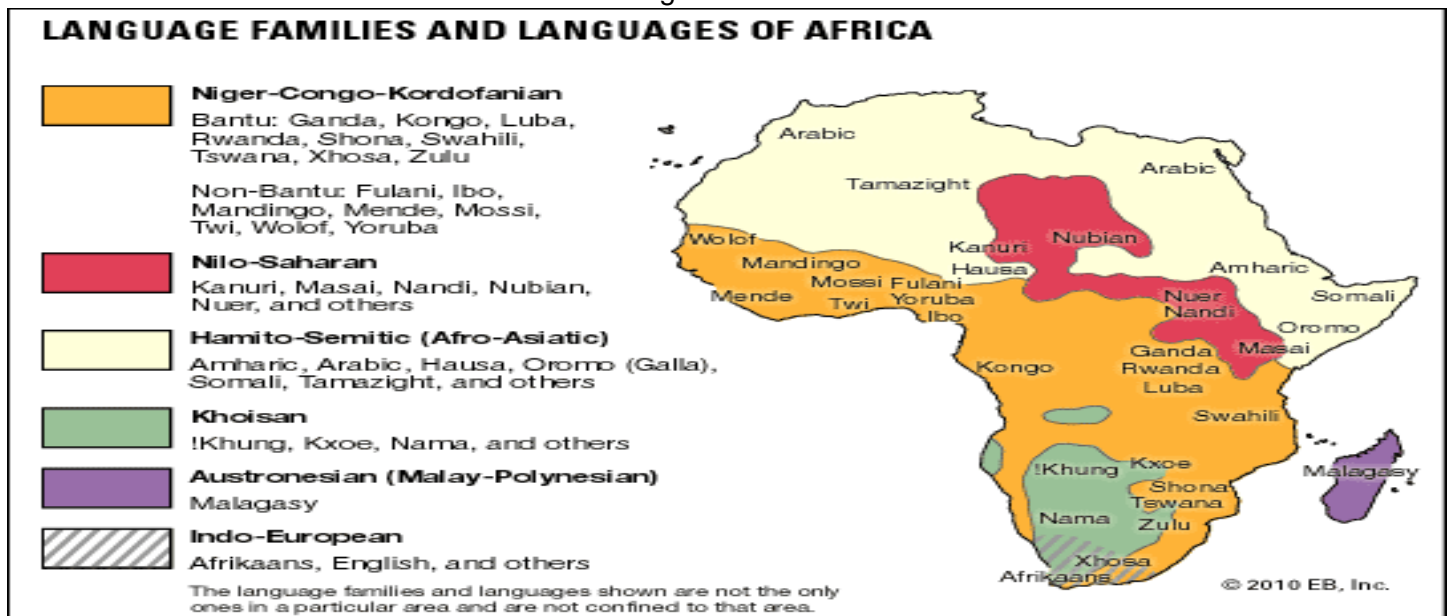 LANGUAGE FAMILIES AND LANGUAGES OF AFRICA
Niger-Congo-Kordofanian
Bantu: Ganda, Kongo, Luba,
Rwanda, Shona, Swahili,
Tswana, Xhosa, Zulu
Non-Bantu: Fulani, Ibo,
Mandingo, Mende, Mossi,
Twi, Wolof, Yoruba
Nilo-Saharan
Kanuri, Masai, Nandi, Nubian,
Nuer, and others
Hamito-Semitic (Afro-Asiatic)
Amharic, Arabic, Hausa, Oromo (Galla),
Somali, Tamazight, and others
Khoisan
!Khung, Kxoe, Nama, and others
Austronesian (Malay-Polynesian)
Malagasy
Indo-European
Afrikaans, English, and others
The language families and languages shown are not the only
ones in a particular area and are not confined to that area.
Arabic
Arabic
Tamazight
Wolof
Kanuri
Nubian
Mandingo
Hausa
Amharic
Mossi
Fulani
Somali
Mende
Twi
Yoruba
Nuer
Ibo
Nandi
Oromo
Ganda
Masai
Kongo
Rwanda
Luba
Swahili
!Khung
Kxoe
Malagasy
Shona
Tswana
Nama
Zulu
Xhosa
Afrikaans
© 2010 EB, Inc.